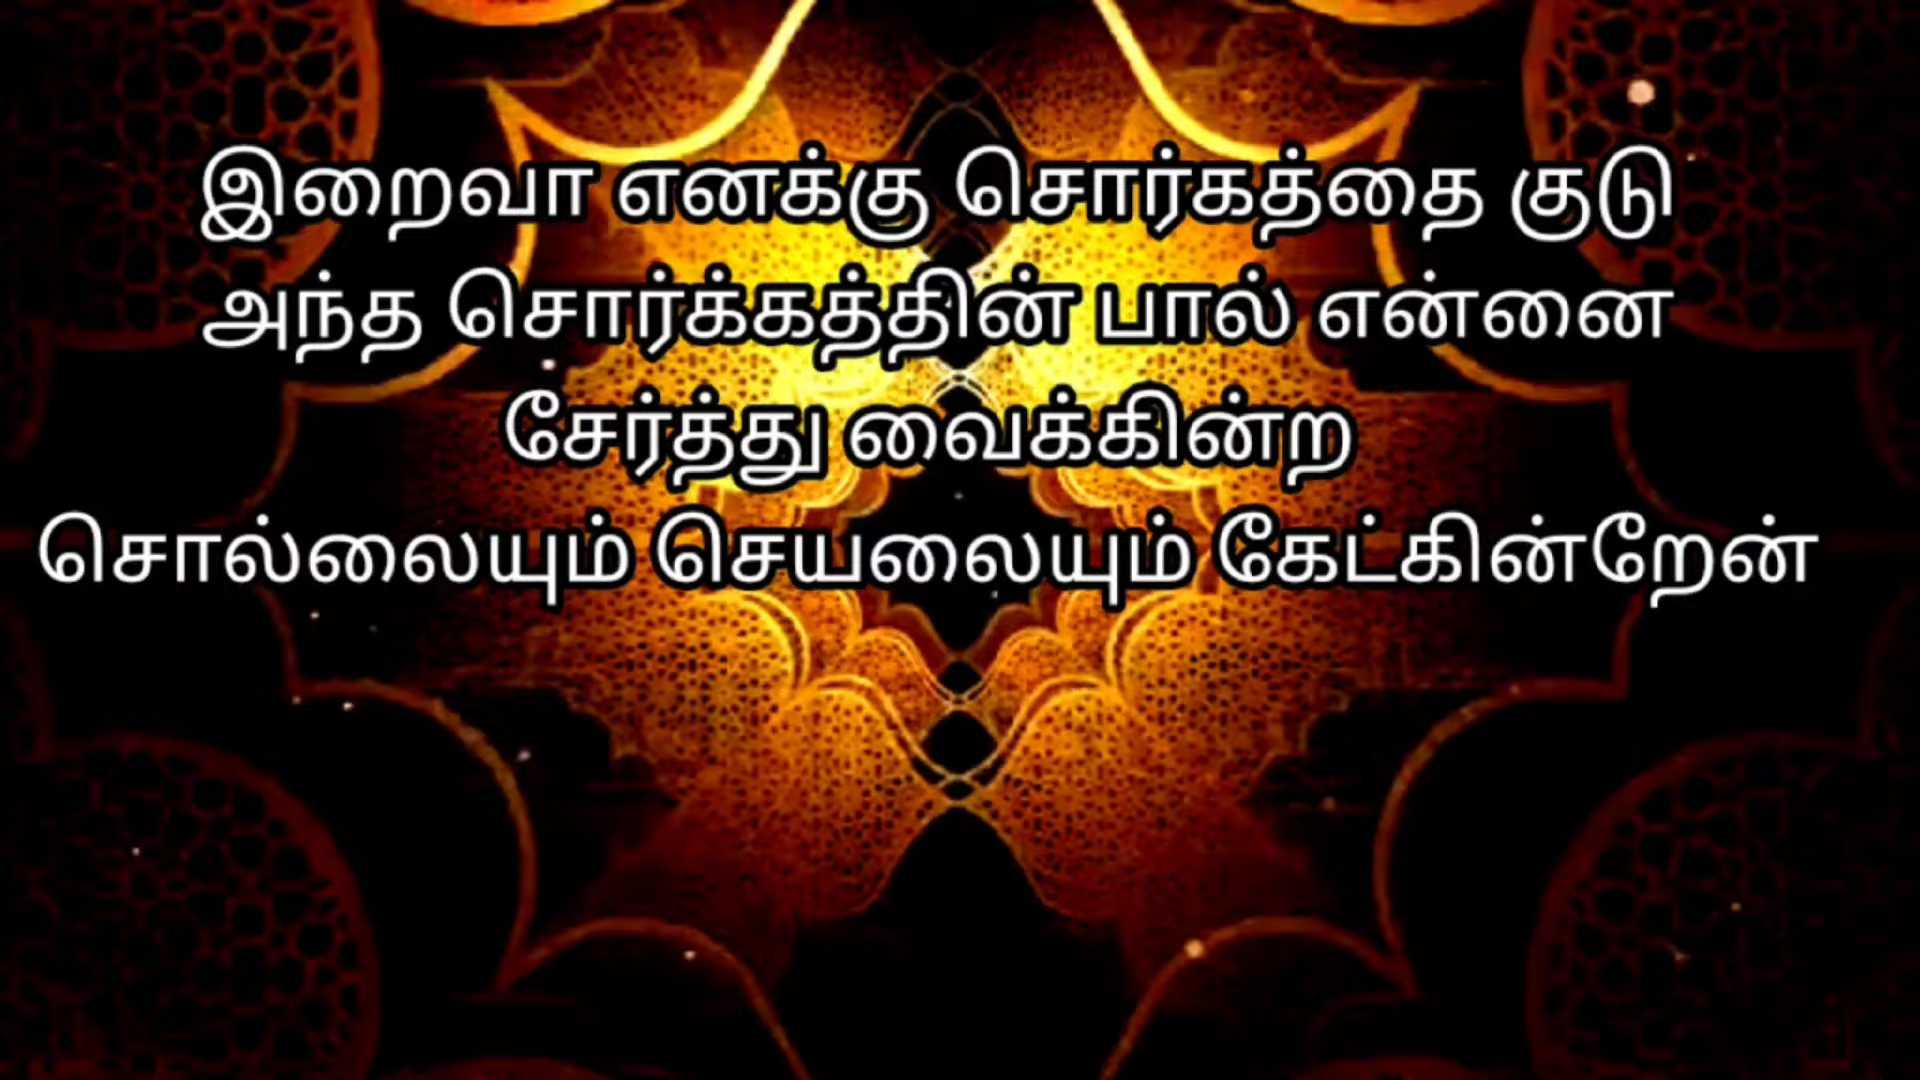 இறைவா எனக்கு சொர்கத்தை குடு
அந்த சொர்க்கத்தின் பால் என்னை
சேர்த்து வைக்கின்ற
சொல்லையும் செயலையும் கேட்கின்றேன்